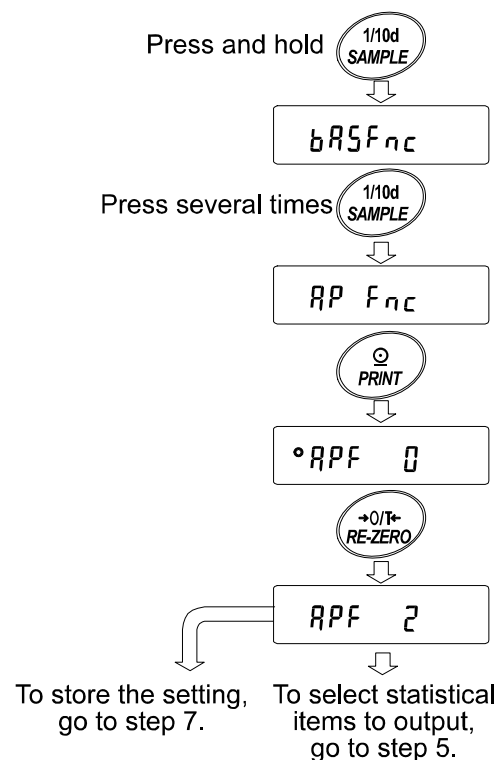 Press and hold
1/10d
SAMPLE
bASFnc
Press several times
1/10d
SAMPLE
AP Fnc
PRINT
APF 0
→0/T←
RE-ZERO
APF 2
To store the setting,
go to step 7.
To select statistical
items to output,
go to step 5.